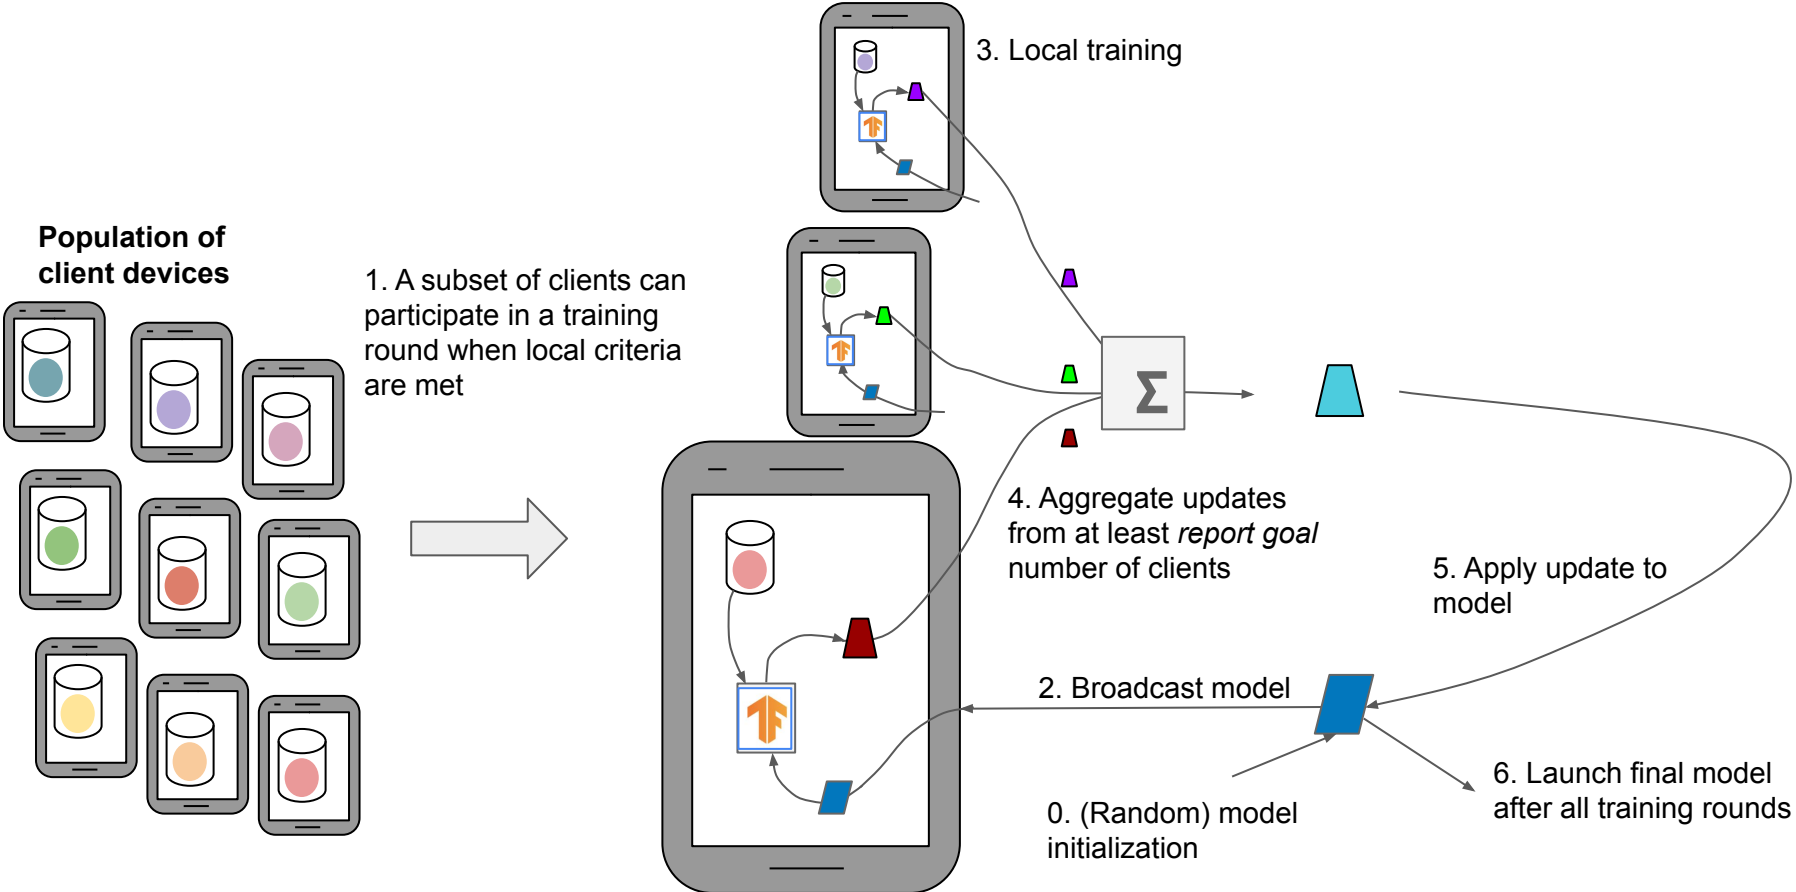 Population of
client devices
1. A subset of clients can
participate in a training
round when local criteria
are met
3. Local training
Σ
4. Aggregate updates
from at least report goal
number of clients
5. Apply update to
model
2. Broadcast model
0. (Random) model
initialization
6. Launch final model
after all training rounds